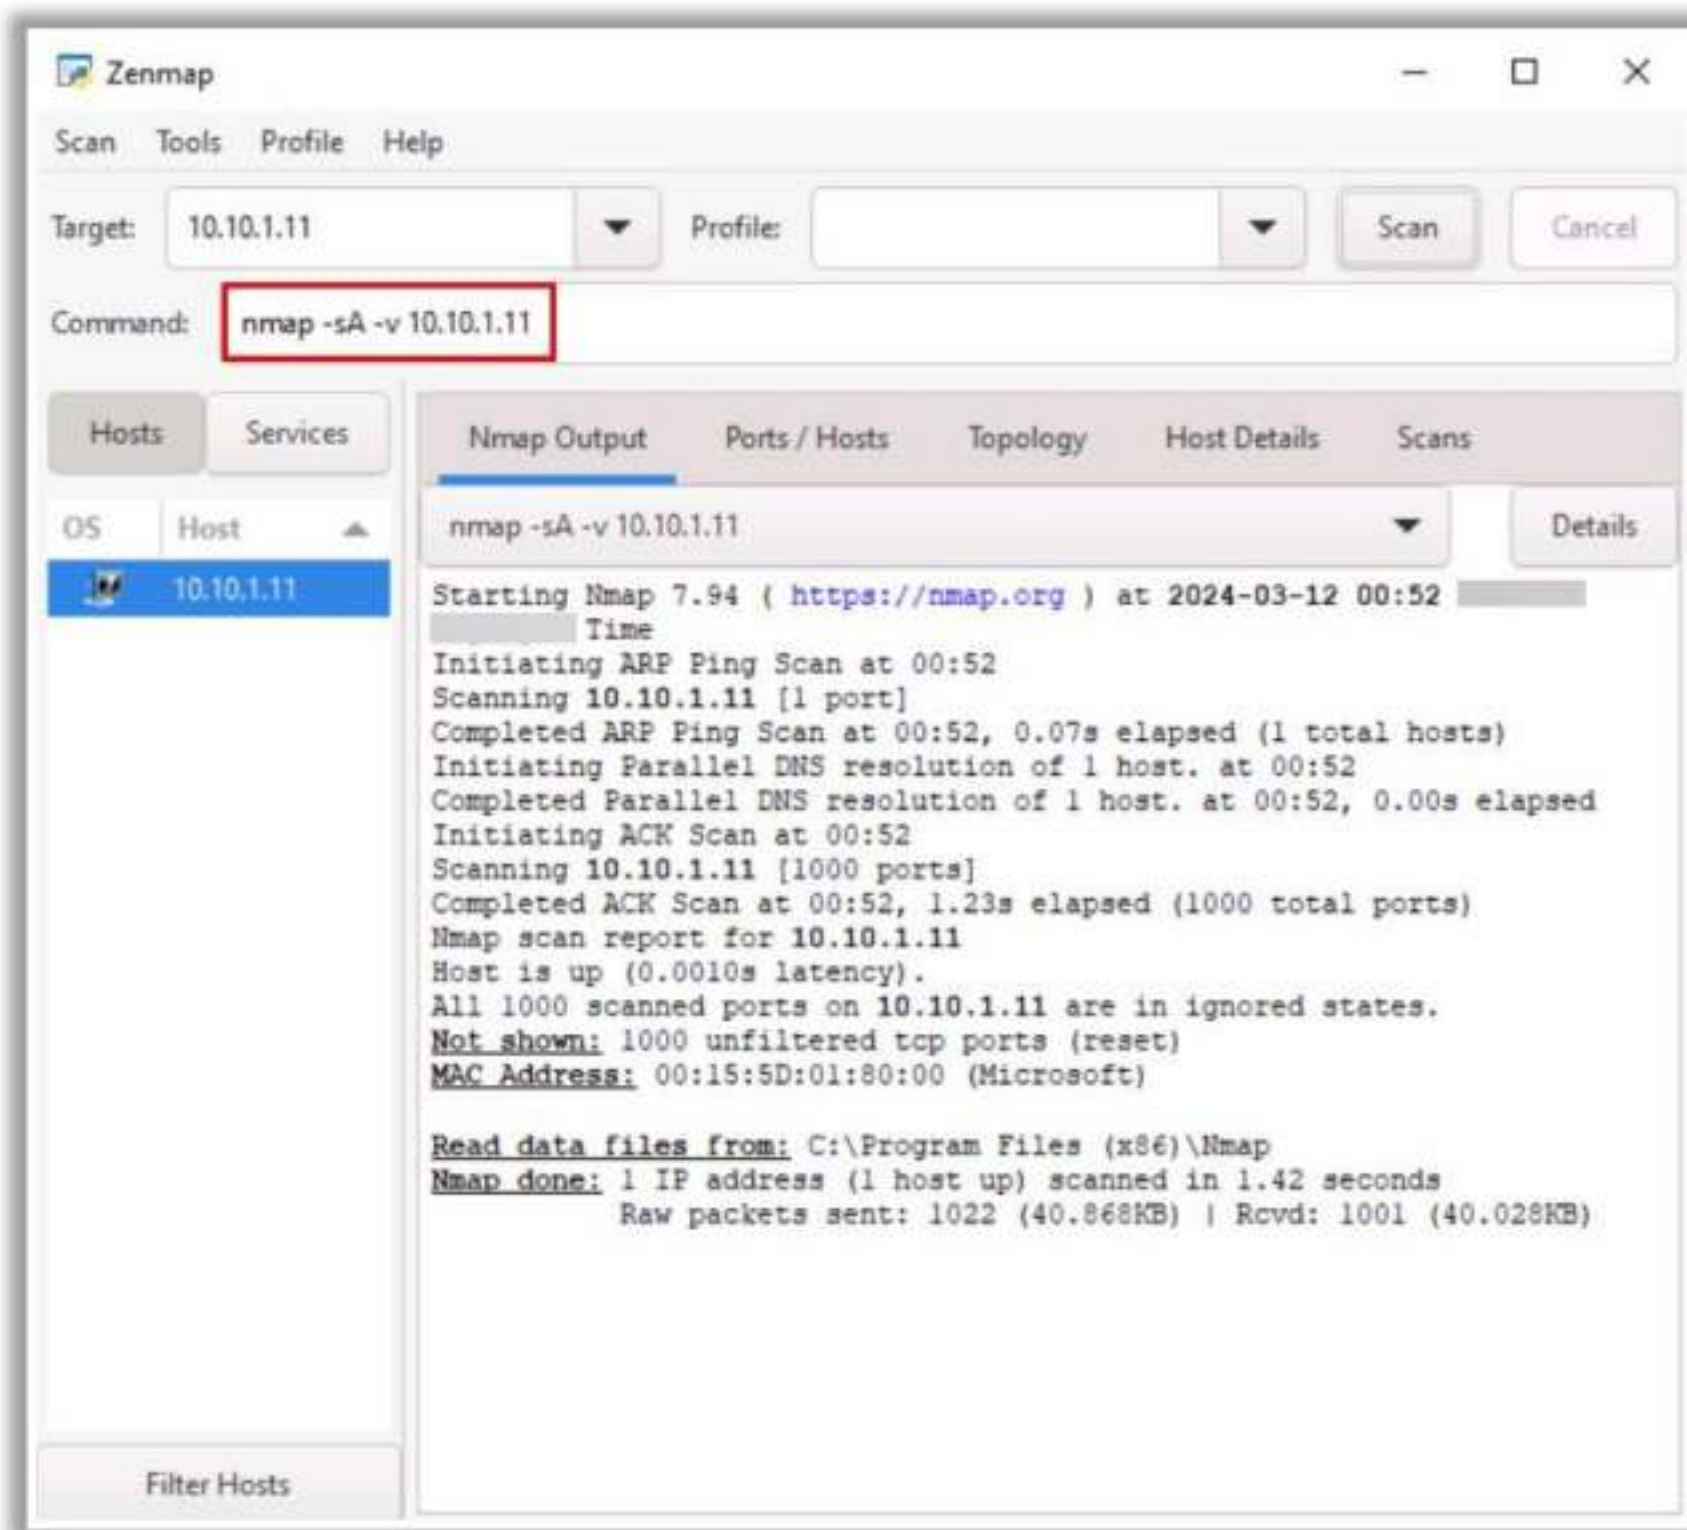 Zenmap
Scan Tools Profile Help
Target: 10.10.1.11 Profile: Scan Cancel
Command: nmap -sA -v 10.10.1.11
Hosts Services
Nmap Output Ports / Hosts Topology Host Details Scans
OS Host
nmap -sA -v 10.10.1.11 Details
10.10.1.11
Starting Nmap 7.94 ( https://nmap.org ) at 2024-03-12 00:52
Time
Initiating ARP Ping Scan at 00:52
Scanning 10.10.1.11 [1 port]
Completed ARP Ping Scan at 00:52, 0.07s elapsed (1 total hosts)
Initiating Parallel DNS resolution of 1 host. at 00:52
Completed Parallel DNS resolution of 1 host. at 00:52, 0.00s elapsed
Initiating ACK Scan at 00:52
Scanning 10.10.1.11 [1000 ports]
Completed ACK Scan at 00:52, 1.23s elapsed (1000 total ports)
Nmap scan report for 10.10.1.11
Host is up (0.0010s latency).
All 1000 scanned ports on 10.10.1.11 are in ignored states.
Not shown: 1000 unfiltered tcp ports (reset)
MAC Address: 00:15:5D:01:80:00 (Microsoft)
Read data files from: C:\Program Files (x86)\Nmap
Nmap done: 1 IP address (1 host up) scanned in 1.42 seconds
Raw packets sent: 1022 (40.868KB) | Rcvd: 1001 (40.028KB)
Filter Hosts